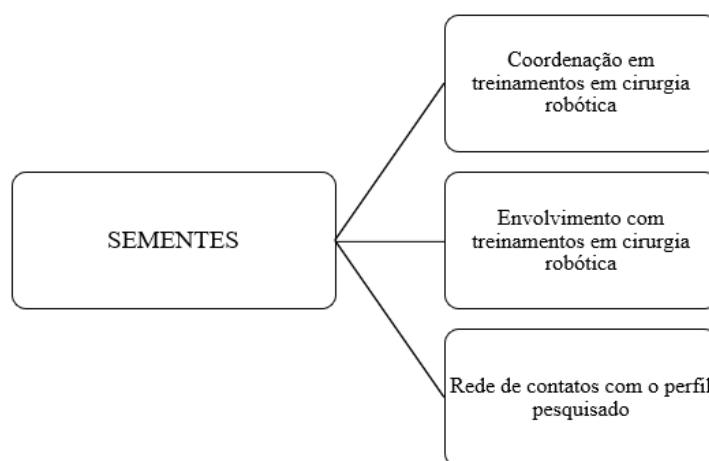 SEMENTES
Coordenação em
treinamentos em cirurgia
robótica
Envolvimento com
treinamentos em cirurgia
robótica
Rede de contatos com o perfil
pesquisado